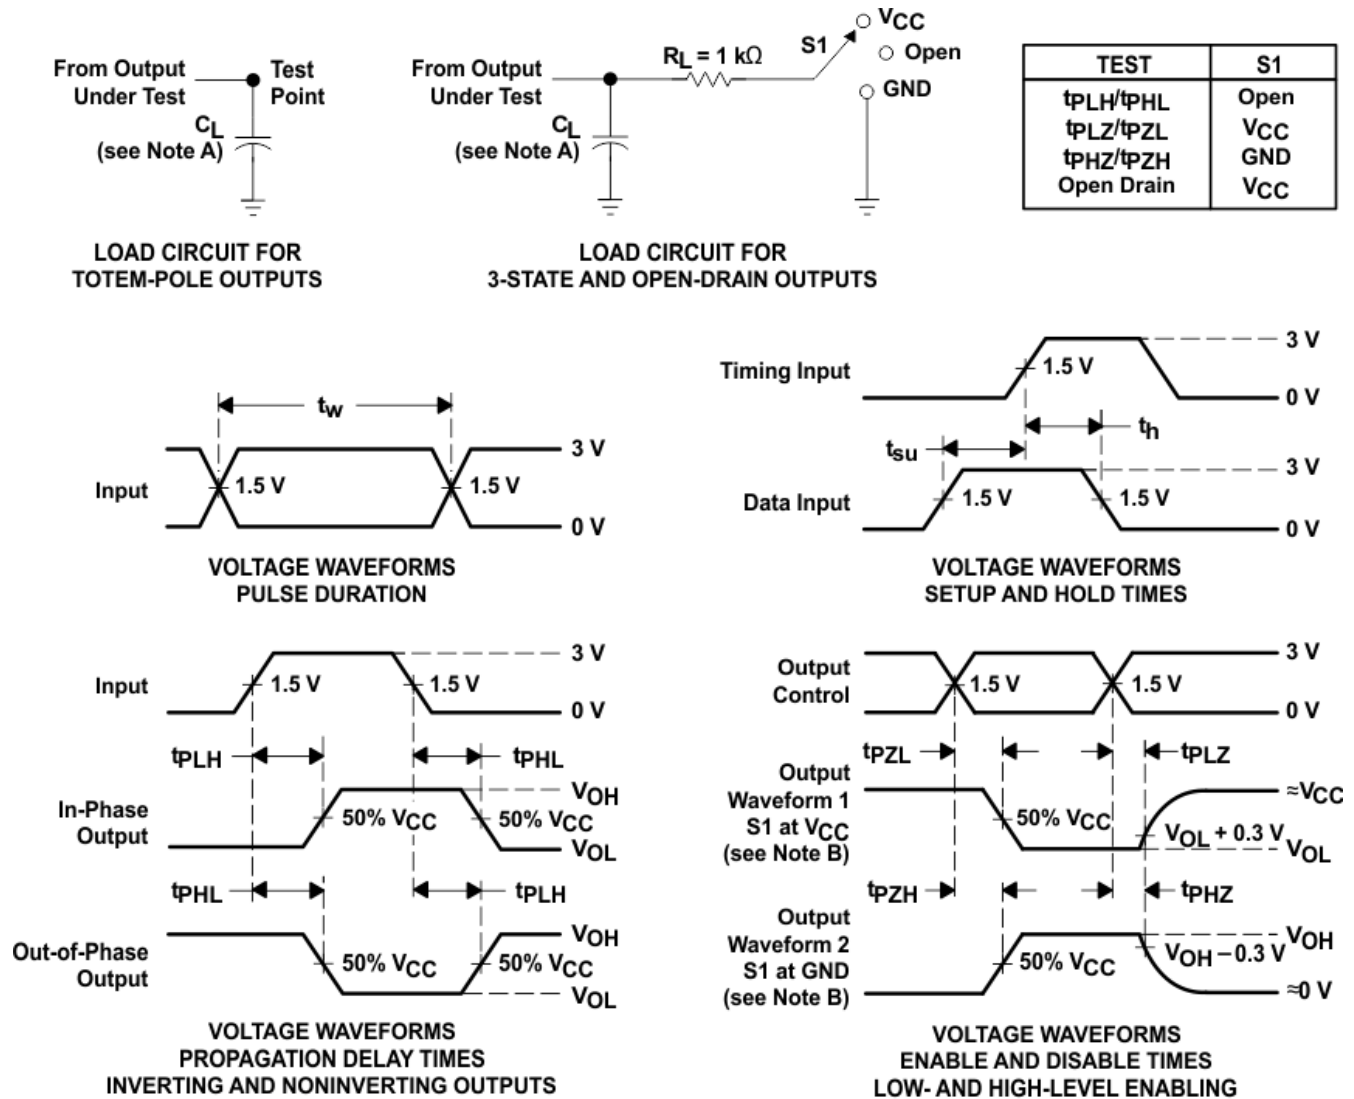 From Output
Under Test
Test
Point
CL
(see Note A)
LOAD CIRCUIT FOR
TOTEM-POLE OUTPUTS
From Output
Under Test
RL = 1 kΩ
S1
VCC
Open
GND
CL
(see Note A)
LOAD CIRCUIT FOR
3-STATE AND OPEN-DRAIN OUTPUTS
TEST S1
tPLH/tPHL Open
tPLZ/tPZL VCC
tPHZ/tPZH GND
Open Drain VCC
tw
3 V
Input
1.5 V 1.5 V
0 V
VOLTAGE WAVEFORMS
PULSE DURATION
3 V
Timing Input
1.5 V
0 V
th
tsu
3 V
Data Input
1.5 V 1.5 V
0 V
VOLTAGE WAVEFORMS
SETUP AND HOLD TIMES
3 V
Input
1.5 V 1.5 V
0 V
tPLH tPHL
VOH
In-Phase
Output
50% VCC 50% VCC
VOL
tPHL tPLH
VOH
Out-of-Phase
Output
50% VCC 50% VCC
VOL
VOLTAGE WAVEFORMS
PROPAGATION DELAY TIMES
INVERTING AND NONINVERTING OUTPUTS
3 V
Output
Control
1.5 V 1.5 V
0 V
tPZL tPLZ
Output
Waveform 1
S1 at VCC
(see Note B)
≈VCC
50% VCC
VOL + 0.3 V
VOL
tPZH tPHZ
Output
Waveform 2
S1 at GND
(see Note B)
VOH
50% VCC
VOH − 0.3 V
≈0 V
VOLTAGE WAVEFORMS
ENABLE AND DISABLE TIMES
LOW- AND HIGH-LEVEL ENABLING